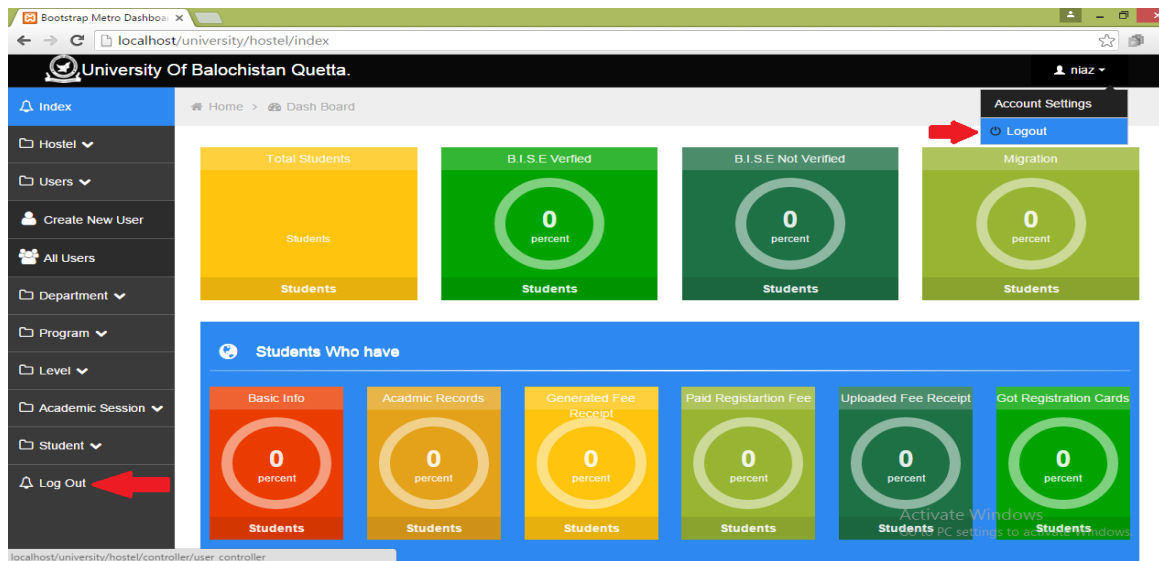 Bootstrap Metro Dashboa
localhost/university/hostel/index
University Of Balochistan Quetta.
niaz
Index
Home > Dash Board
Account Settings
Logout
Hostel
Users
Create New User
All Users
Department
Program
Level
Academic Session
Student
Log Out
Total Students
Students
Students
B.I.S.E Verfied
0
percent
Students
B.I.S.E Not Verified
0
percent
Students
Migration
0
percent
Students
Students Who have
Basic Info
0
percent
Students
Acadmic Records
0
percent
Students
Generated Fee
Receipt
0
percent
Students
Paid Registartion Fee
0
percent
Students
Uploaded Fee Receipt
0
percent
Students
Got Registration Cards
0
percent
Students
Activate Windows
Go to PC settings to activate Windows.
localhost/university/hostel/controller/user_controller